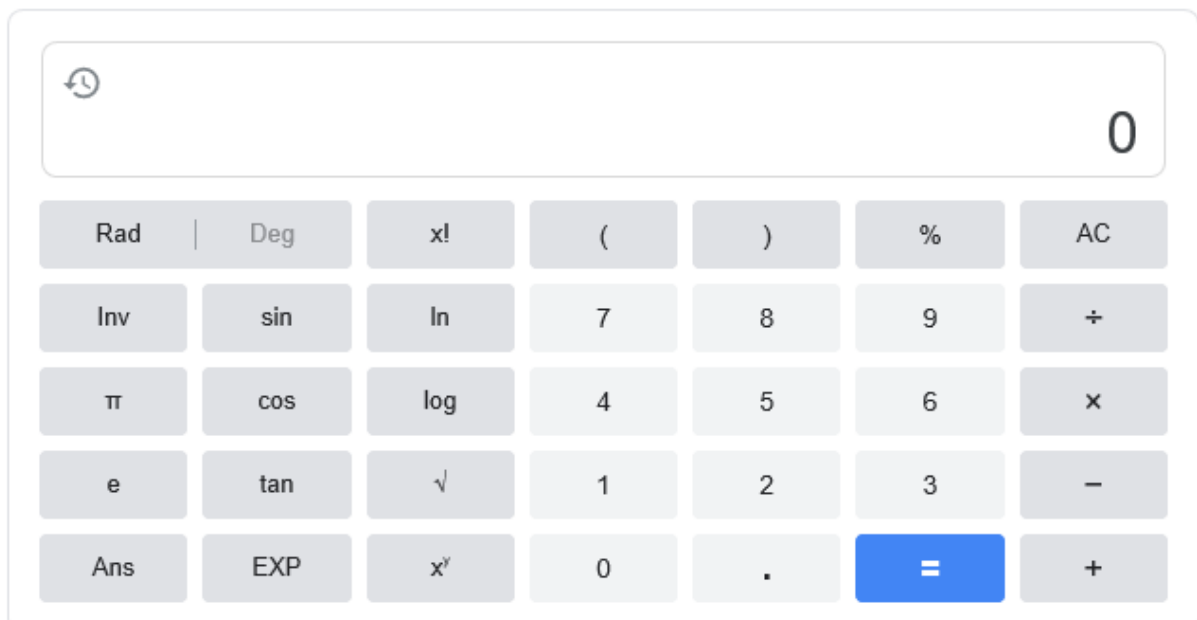 0
Rad | Deg x! ( ) % AC
Inv sin ln 7 8 9 ÷
π cos log 4 5 6 ×
e tan √ 1 2 3 −
Ans EXP xʸ 0 . = +